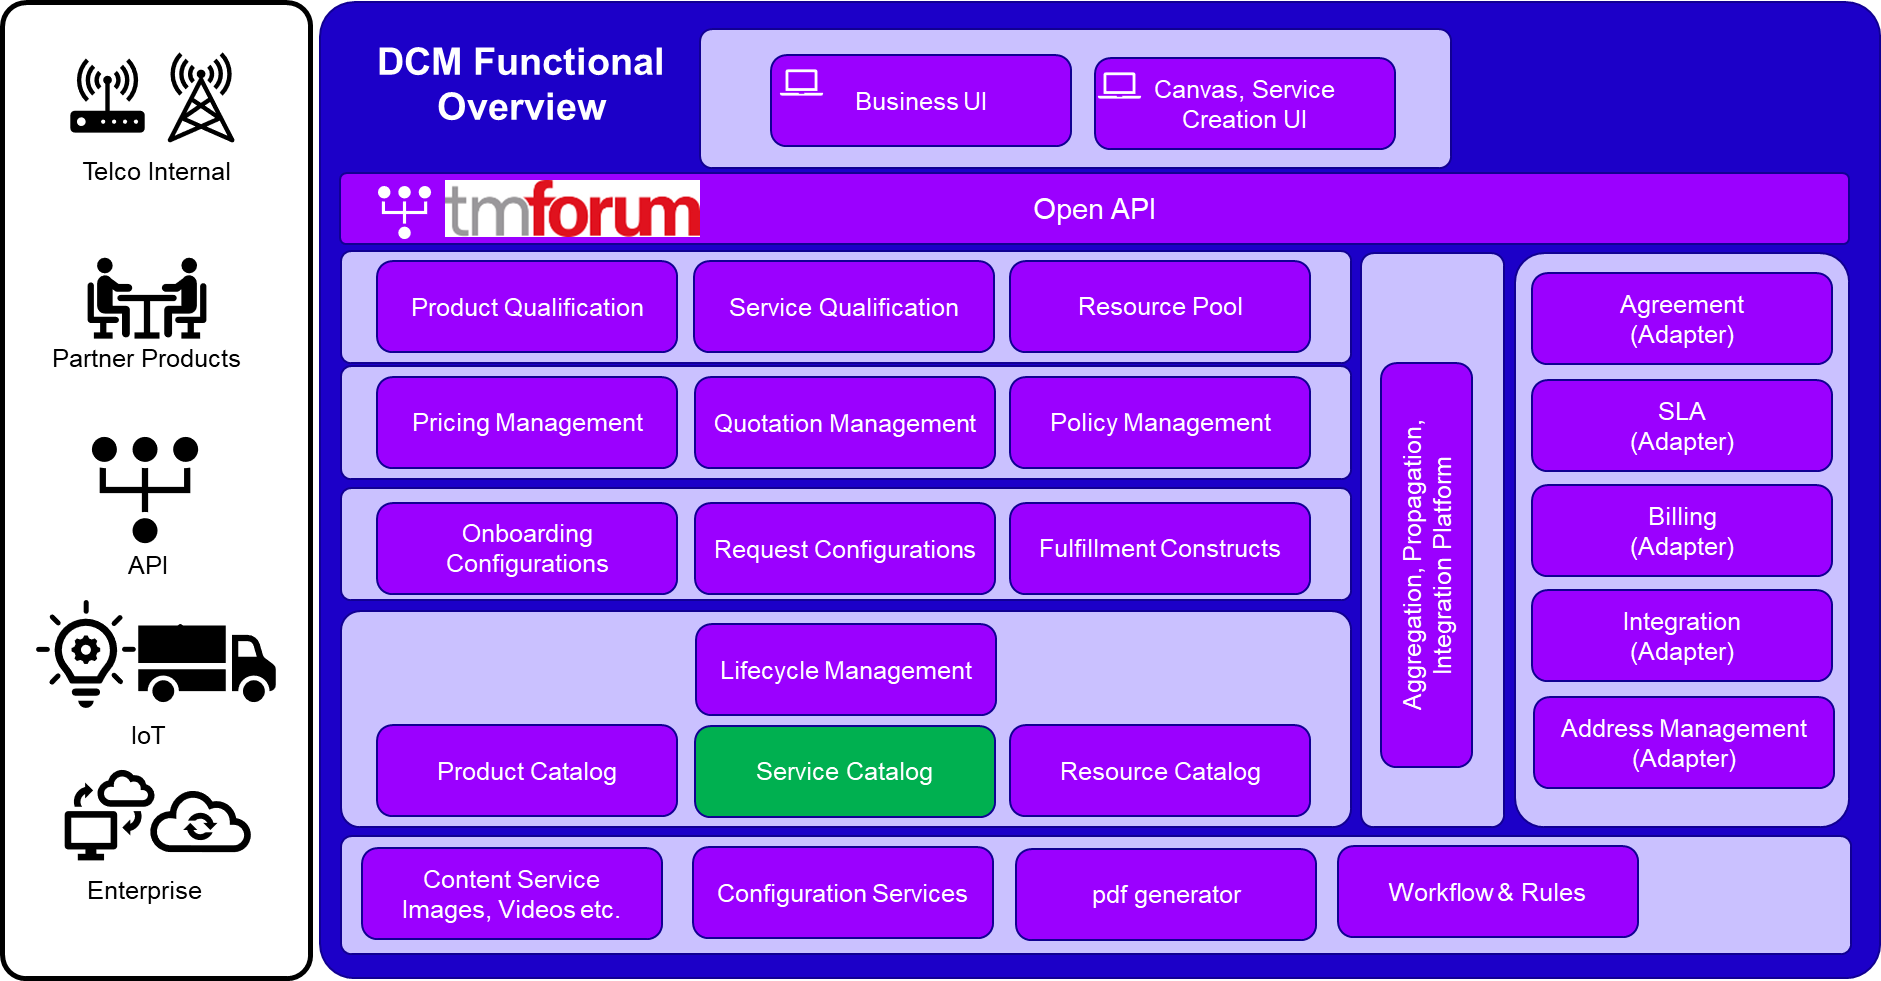 Telco Internal
Partner Products
API
IoT
Enterprise
DCM Functional
Overview
Business UI
Canvas, Service
Creation UI
tmforum
Open API
Product Qualification
Service Qualification
Resource Pool
Pricing Management
Quotation Management
Policy Management
Onboarding
Configurations
Request Configurations
Fulfillment Constructs
Lifecycle Management
Product Catalog
Service Catalog
Resource Catalog
Aggregation, Propagation,
Integration Platform
Agreement
(Adapter)
SLA
(Adapter)
Billing
(Adapter)
Integration
(Adapter)
Address Management
(Adapter)
Content Service
Images, Videos etc.
Configuration Services
pdf generator
Workflow & Rules